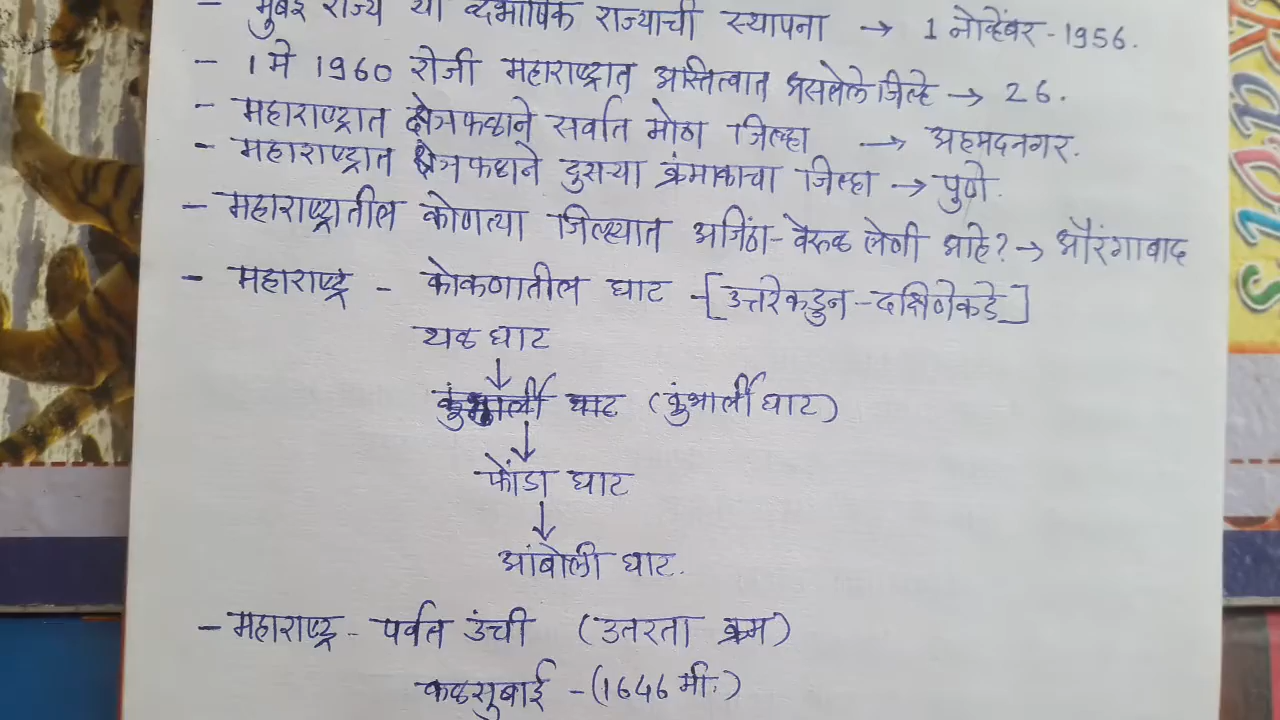 - मुंबई राज्य या व्दिभाषिक राज्याची स्थापना → 1 नोव्हेंबर - 1956.
- 1 मे 1960 रोजी महाराष्ट्रात अस्तित्वात असलेले जिल्हे → 26.
- महाराष्ट्रात क्षेत्रफळाने सर्वात मोठा जिल्हा → अहमदनगर.
- महाराष्ट्रात क्षेत्रफळाने दुसऱ्या क्रंमाकाचा जिल्हा → पुणे.
- महाराष्ट्रातील कोणत्या जिल्ह्यात अजिंठा - वेरूळ लेणी आहे? → औरंगाबाद
- महाराष्ट्र - कोकणातील घाट - [उत्तरेकडुन - दक्षिणेकडे]
थळ घाट
↓
कुंभार्ली घाट (कुंभार्ली घाट)
↓
फोंडा घाट
↓
आंबोली घाट.
- महाराष्ट्र - पर्वत उंची (उतरता क्रम)
कळसुबाई - (1646 मी.)